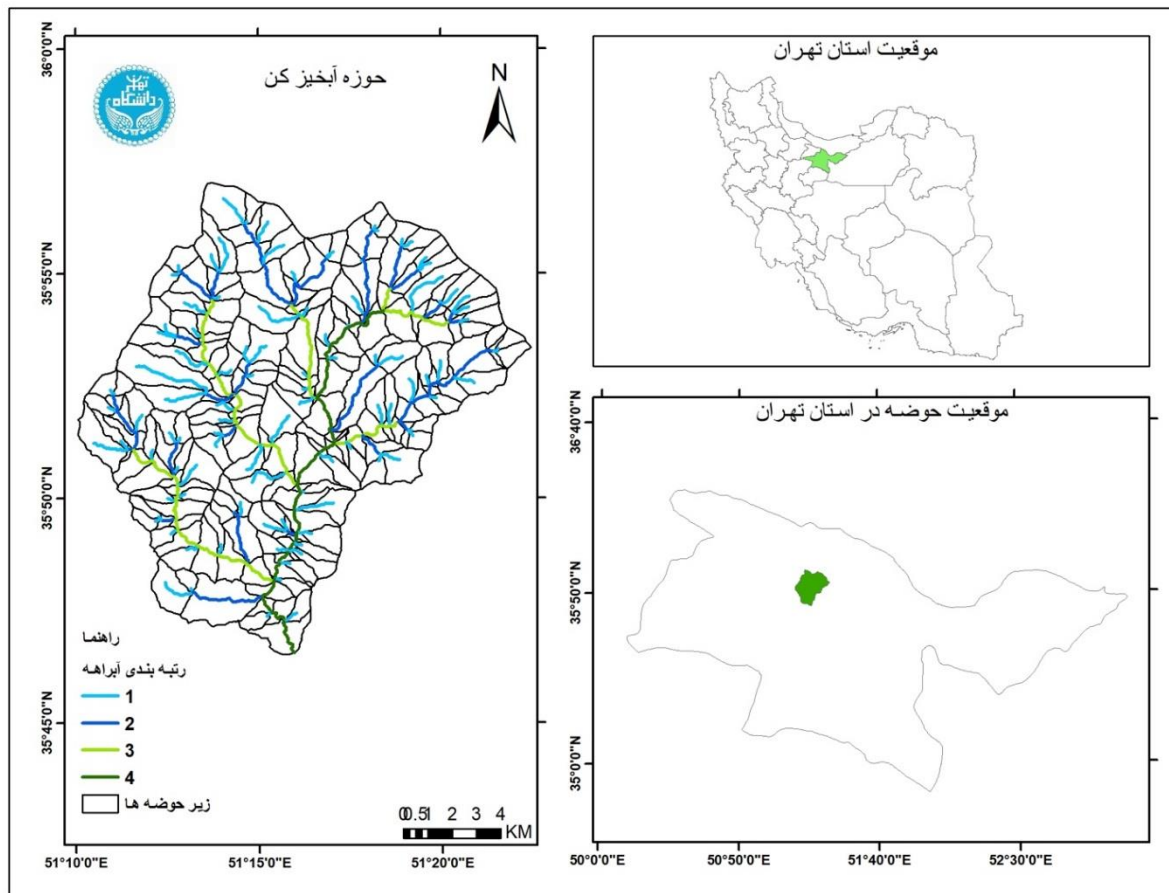 حوزه آبخیز کن
دانشگاه
تهران
N
36°0'0"N
35°55'0"N
35°50'0"N
35°45'0"N
51°10'0"E
51°15'0"E
51°20'0"E
راهنما
رتبه بندی آبراهه
1
2
3
4
زیر حوضه ها
0 0.5 1 2 3 4
KM
موقعیت استان تهران
موقعیت حوضه در استان تهران
36°40'0"N
35°50'0"N
35°0'0"N
50°0'0"E
50°50'0"E
51°40'0"E
52°30'0"E